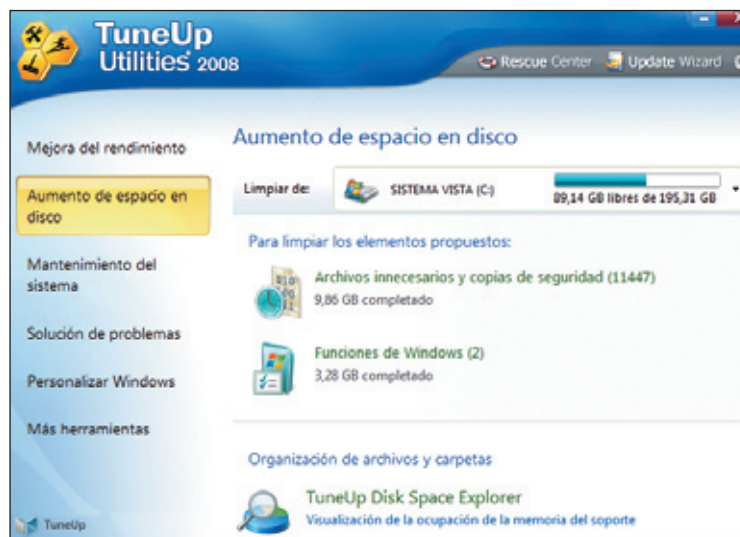 TuneUp
Utilities 2008
Rescue Center
Update Wizard
Mejora del rendimiento
Aumento de espacio en
disco
Mantenimiento del
sistema
Solución de problemas
Personalizar Windows
Más herramientas
TuneUp
Aumento de espacio en disco
Limpiar de:
SISTEMA VISTA (C:)
89,14 GB libres de 195,31 GB
Para limpiar los elementos propuestos:
Archivos innecesarios y copias de seguridad (11447)
9,86 GB completado
Funciones de Windows (2)
3,28 GB completado
Organización de archivos y carpetas
TuneUp Disk Space Explorer
Visualización de la ocupación de la memoria del soporte